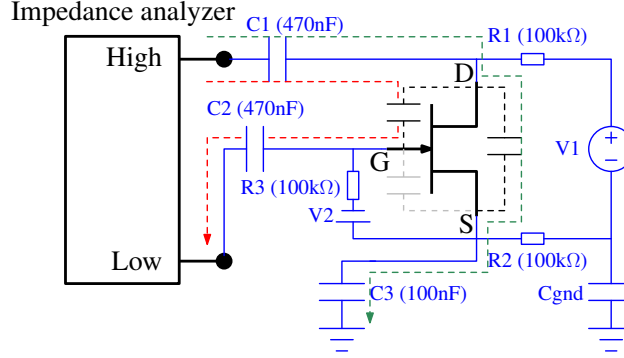 Impedance analyzer
C1 (470nF)
R1 (100kΩ)
High
D
C2 (470nF)
V1
G
R3 (100kΩ)
V2
S
Low
R2 (100kΩ)
C3 (100nF)
Cgnd